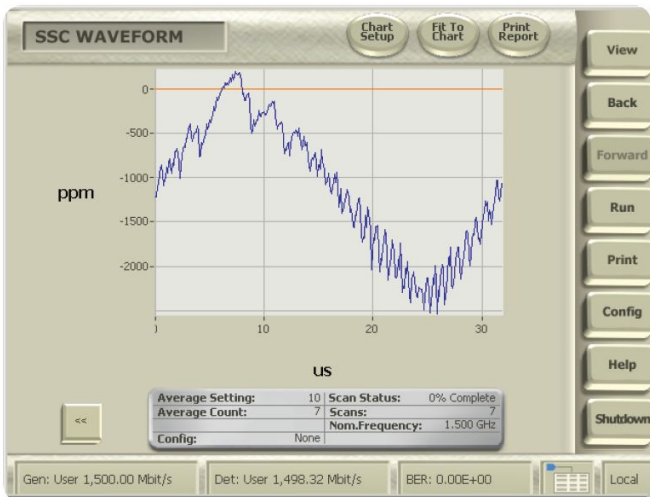 SSC WAVEFORM
Chart Setup
Fit To Chart
Print Report
View
Back
Forward
Run
Print
Config
Help
Shutdown
ppm
0
-500
-1000
-1500
-2000
10
20
30
us
<<
Average Setting: 10 Scan Status: 0% Complete
Average Count: 7 Scans: 7
Nom.Frequency: 1.500 GHz
Config: None
Gen: User 1,500.00 Mbit/s
Det: User 1,498.32 Mbit/s
BER: 0.00E+00
Local